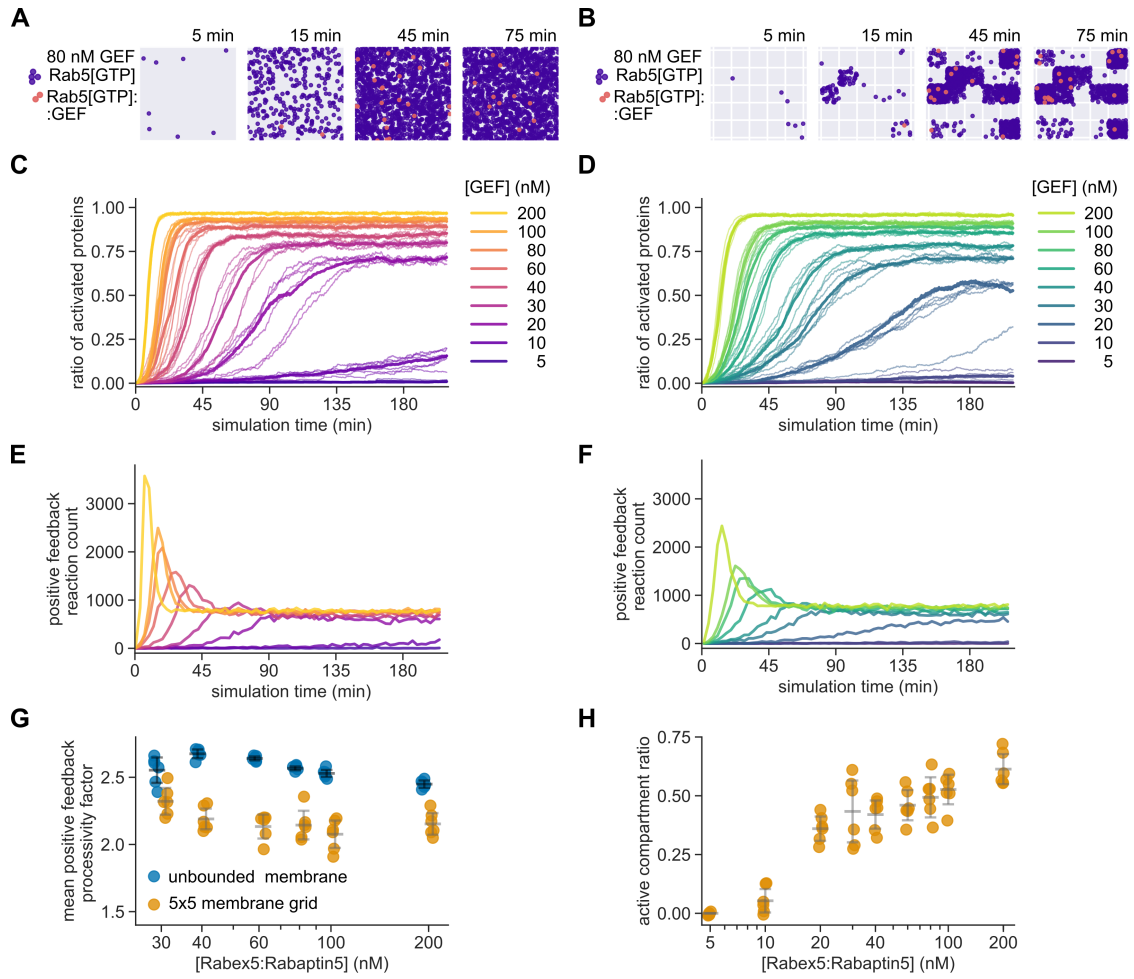 A
5 min
15 min
45 min
75 min
80 nM GEF
Rab5[GTP]
Rab5[GTP]:
:GEF
B
5 min
15 min
45 min
75 min
80 nM GEF
Rab5[GTP]
Rab5[GTP]:
:GEF
C
ratio of activated proteins
1.00
0.75
0.50
0.25
0.00
0
45
90
135
180
simulation time (min)
[GEF] (nM)
200
100
80
60
40
30
20
10
5
D
ratio of activated proteins
1.00
0.75
0.50
0.25
0.00
0
45
90
135
180
simulation time (min)
[GEF] (nM)
200
100
80
60
40
30
20
10
5
E
positive feedback
reaction count
3000
2000
1000
0
0
45
90
135
180
simulation time (min)
F
positive feedback
reaction count
3000
2000
1000
0
0
45
90
135
180
simulation time (min)
G
mean positive feedback
processivity factor
2.5
2.0
1.5
unbounded membrane
5x5 membrane grid
30
40
60
100
200
[Rabex5:Rabaptin5] (nM)
H
active compartment ratio
0.75
0.50
0.25
0.00
5
10
20
40
100
200
[Rabex5:Rabaptin5] (nM)